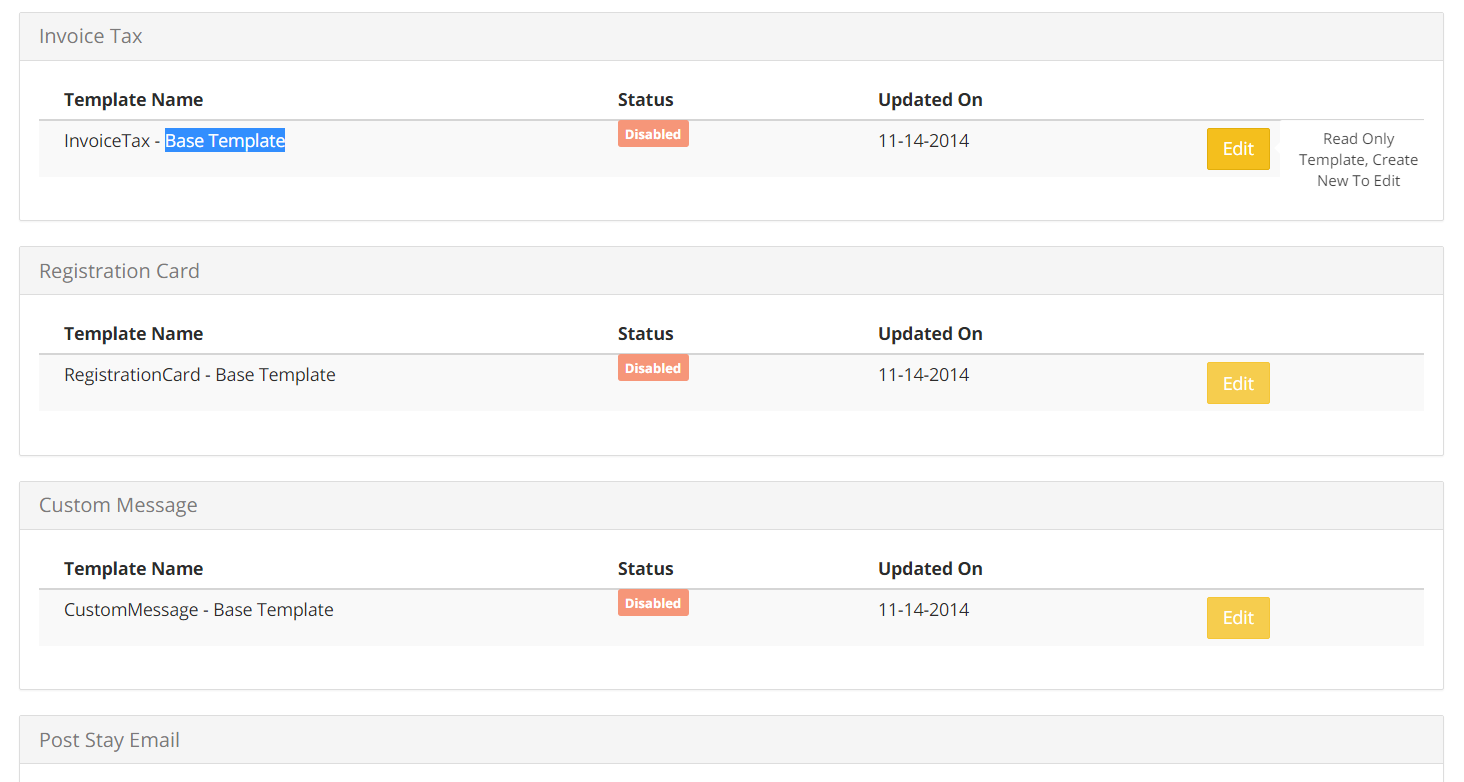 Invoice Tax
Template Name Status Updated On
InvoiceTax - Base Template Disabled 11-14-2014 Edit Read Only
Template, Create
New To Edit
Registration Card
Template Name Status Updated On
RegistrationCard - Base Template Disabled 11-14-2014 Edit
Custom Message
Template Name Status Updated On
CustomMessage - Base Template Disabled 11-14-2014 Edit
Post Stay Email